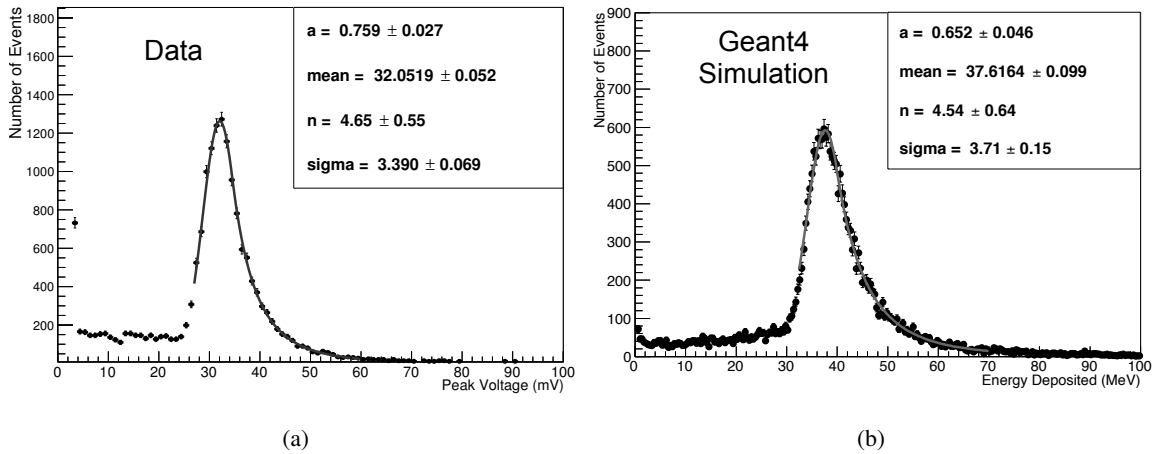 Number of Events
1800
1600
1400
1200
1000
800
600
400
200
0 10 20 30 40 50 60 70 80 90 100
Peak Voltage (mV)
Data
a = 0.759 ± 0.027
mean = 32.0519 ± 0.052
n = 4.65 ± 0.55
sigma = 3.390 ± 0.069
(a)
Number of Events
900
800
700
600
500
400
300
200
100
0
0 10 20 30 40 50 60 70 80 90 100
Energy Deposited (MeV)
Geant4
Simulation
a = 0.652 ± 0.046
mean = 37.6164 ± 0.099
n = 4.54 ± 0.64
sigma = 3.71 ± 0.15
(b)